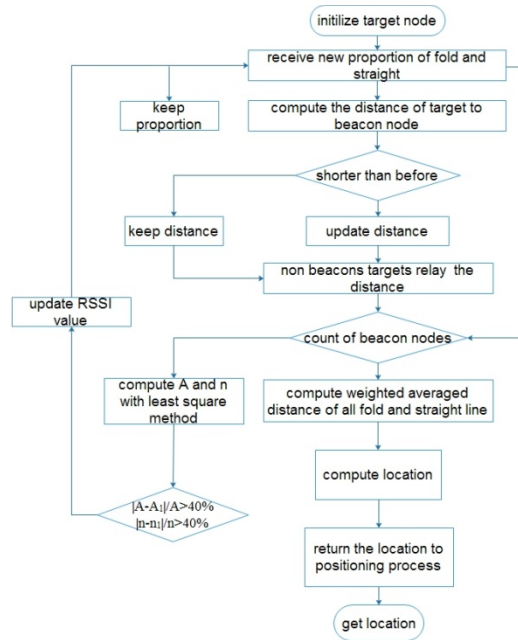 initilize target node
receive new proportion of fold and
straight
keep
proportion
compute the distance of target to
beacon node
shorter than before
keep distance
update distance
non beacons targets relay the
distance
update RSSI
value
count of beacon nodes
compute A and n
with least square
method
compute weighted averaged
distance of all fold and straight line
compute location
|A-A₁|/A>40%
|n-n₁|/n>40%
return the location to
positioning process
get location